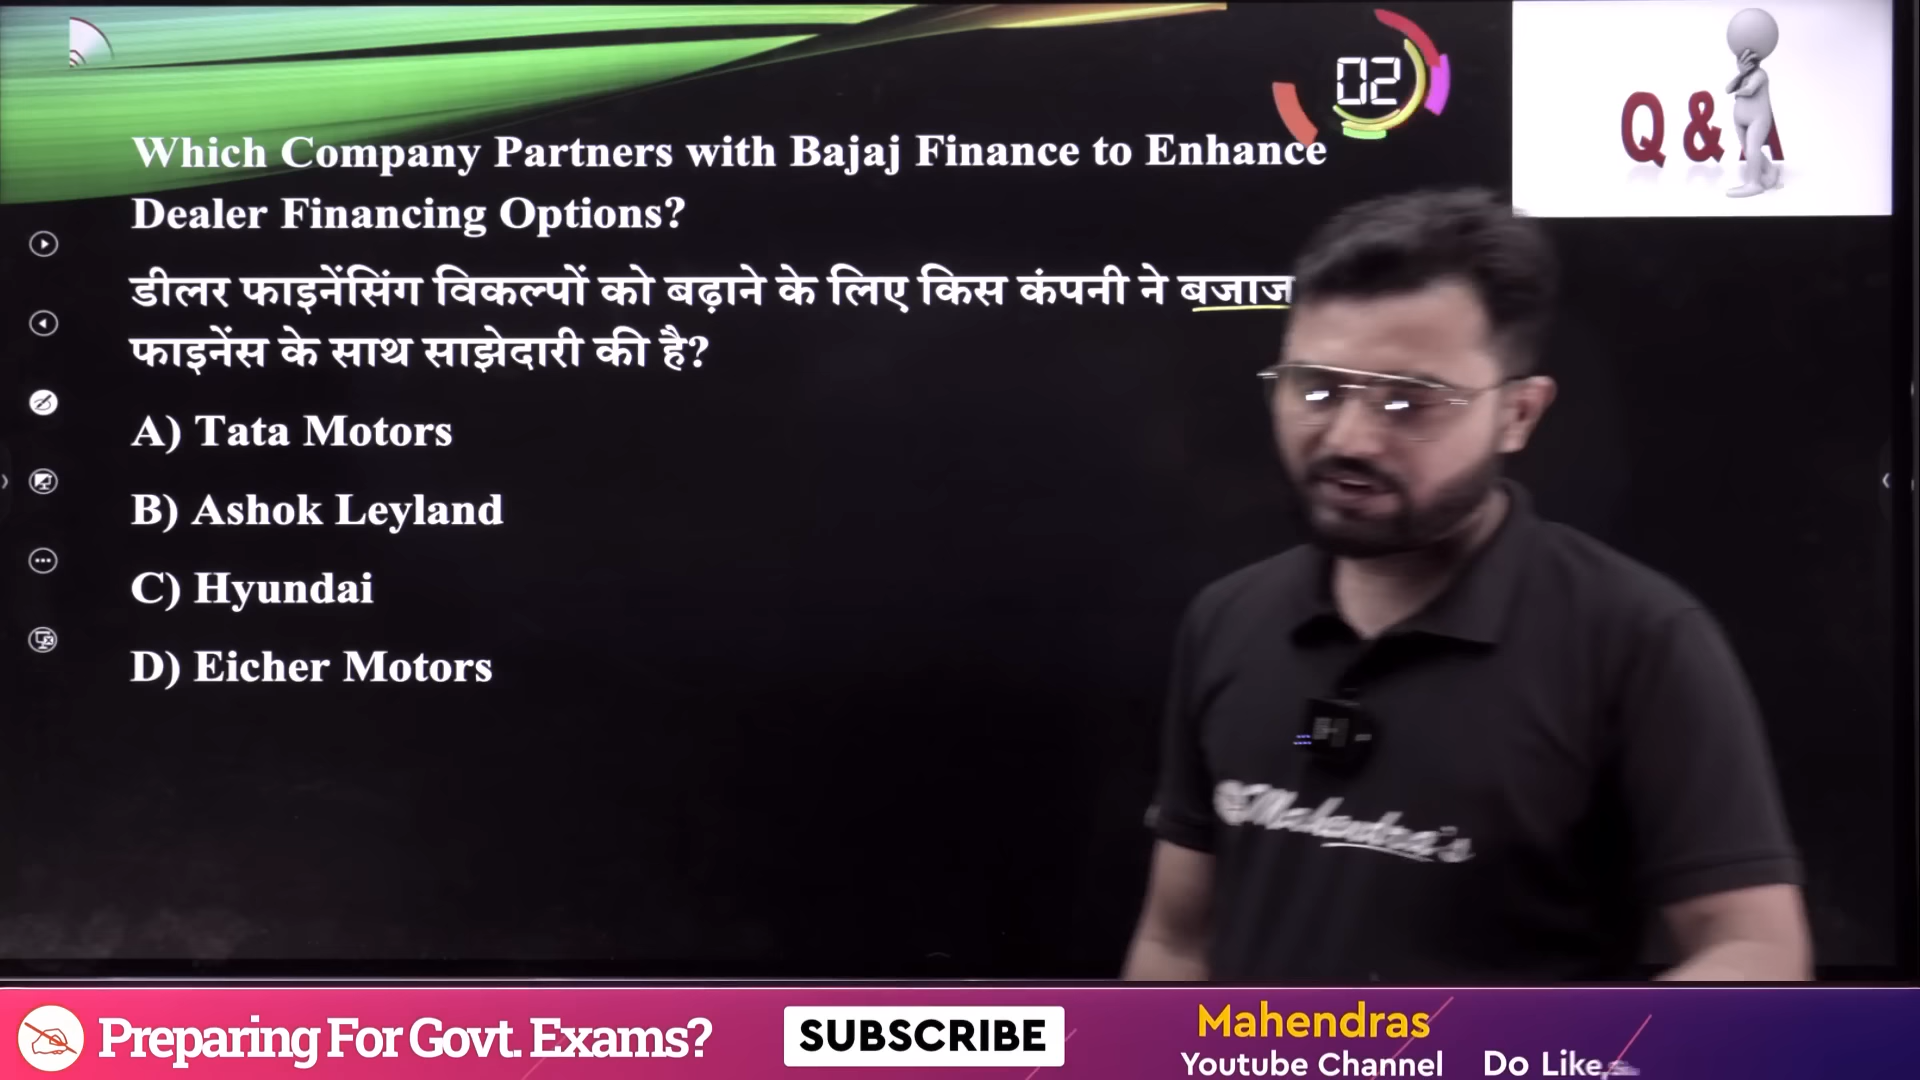 02
Q & A
Which Company Partners with Bajaj Finance to Enhance
Dealer Financing Options?
डीलर फाइनेंसिंग विकल्पों को बढ़ाने के लिए किस कंपनी ने बजाज
फाइनेंस के साथ साझेदारी की है?
A) Tata Motors
B) Ashok Leyland
C) Hyundai
D) Eicher Motors
Mahendra's
Preparing For Govt. Exams?
SUBSCRIBE
Mahendras
Youtube Channel
Do Like,